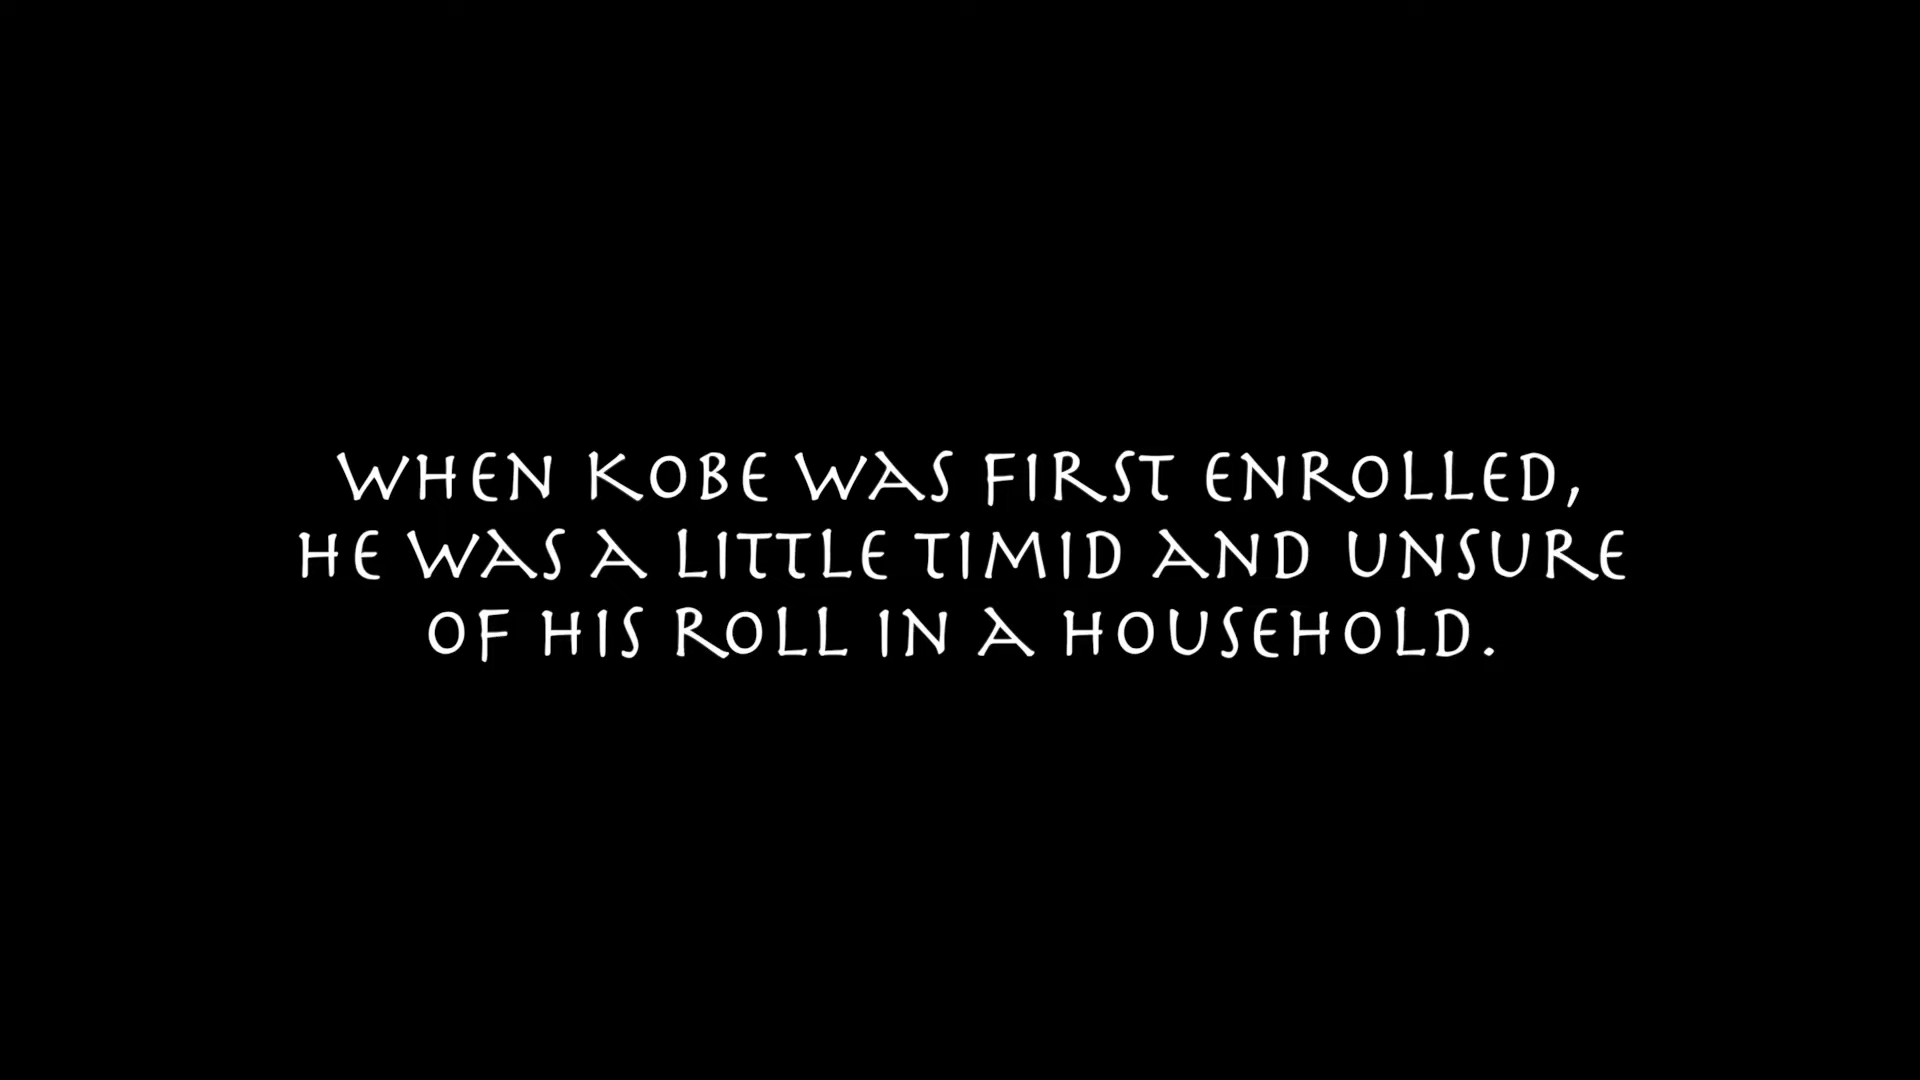 WHEN KOBE WAS FIRST ENROLLED,
HE WAS A LITTLE TIMID AND UNSURE
OF HIS ROLL IN A HOUSEHOLD.